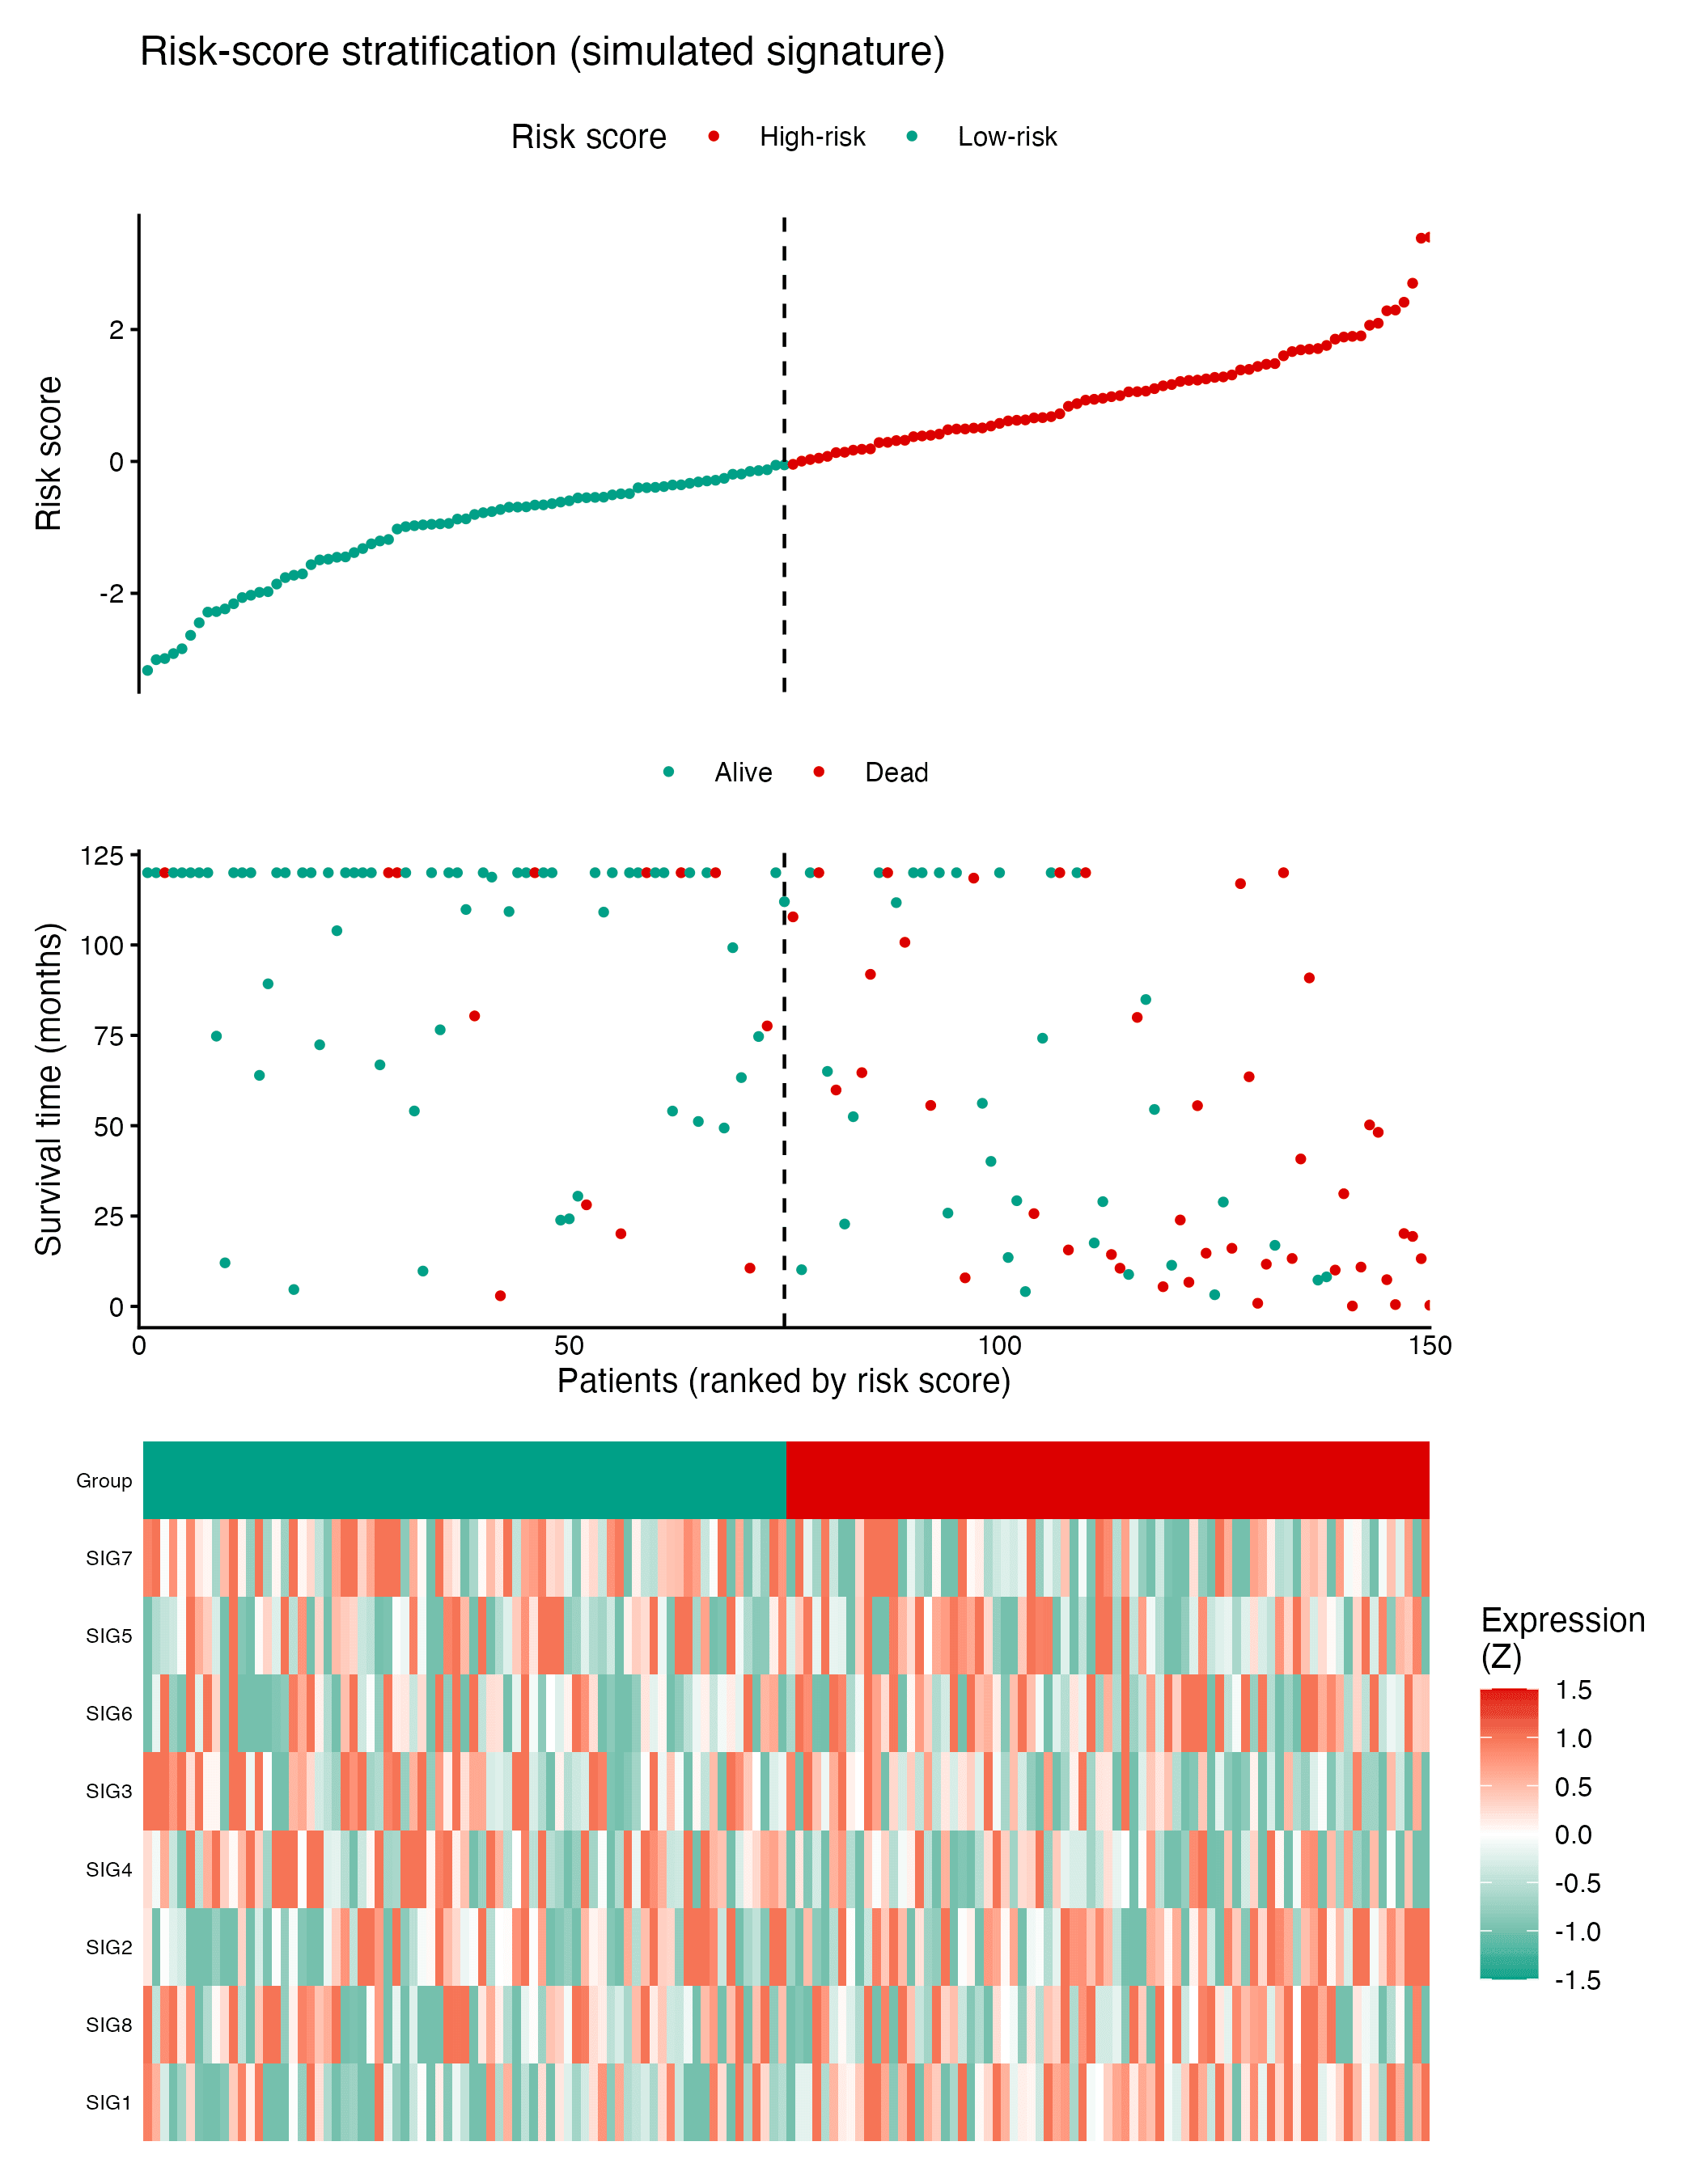 Risk-score stratification (simulated signature)
Risk score High-risk Low-risk
Risk score
2
0
-2
Alive Dead
Survival time (months)
125
100
75
50
25
0
0 50 100 150
Patients (ranked by risk score)
Group
SIG7
SIG5
SIG6
SIG3
SIG4
SIG2
SIG8
SIG1
Expression
(Z)
1.5
1.0
0.5
0.0
-0.5
-1.0
-1.5